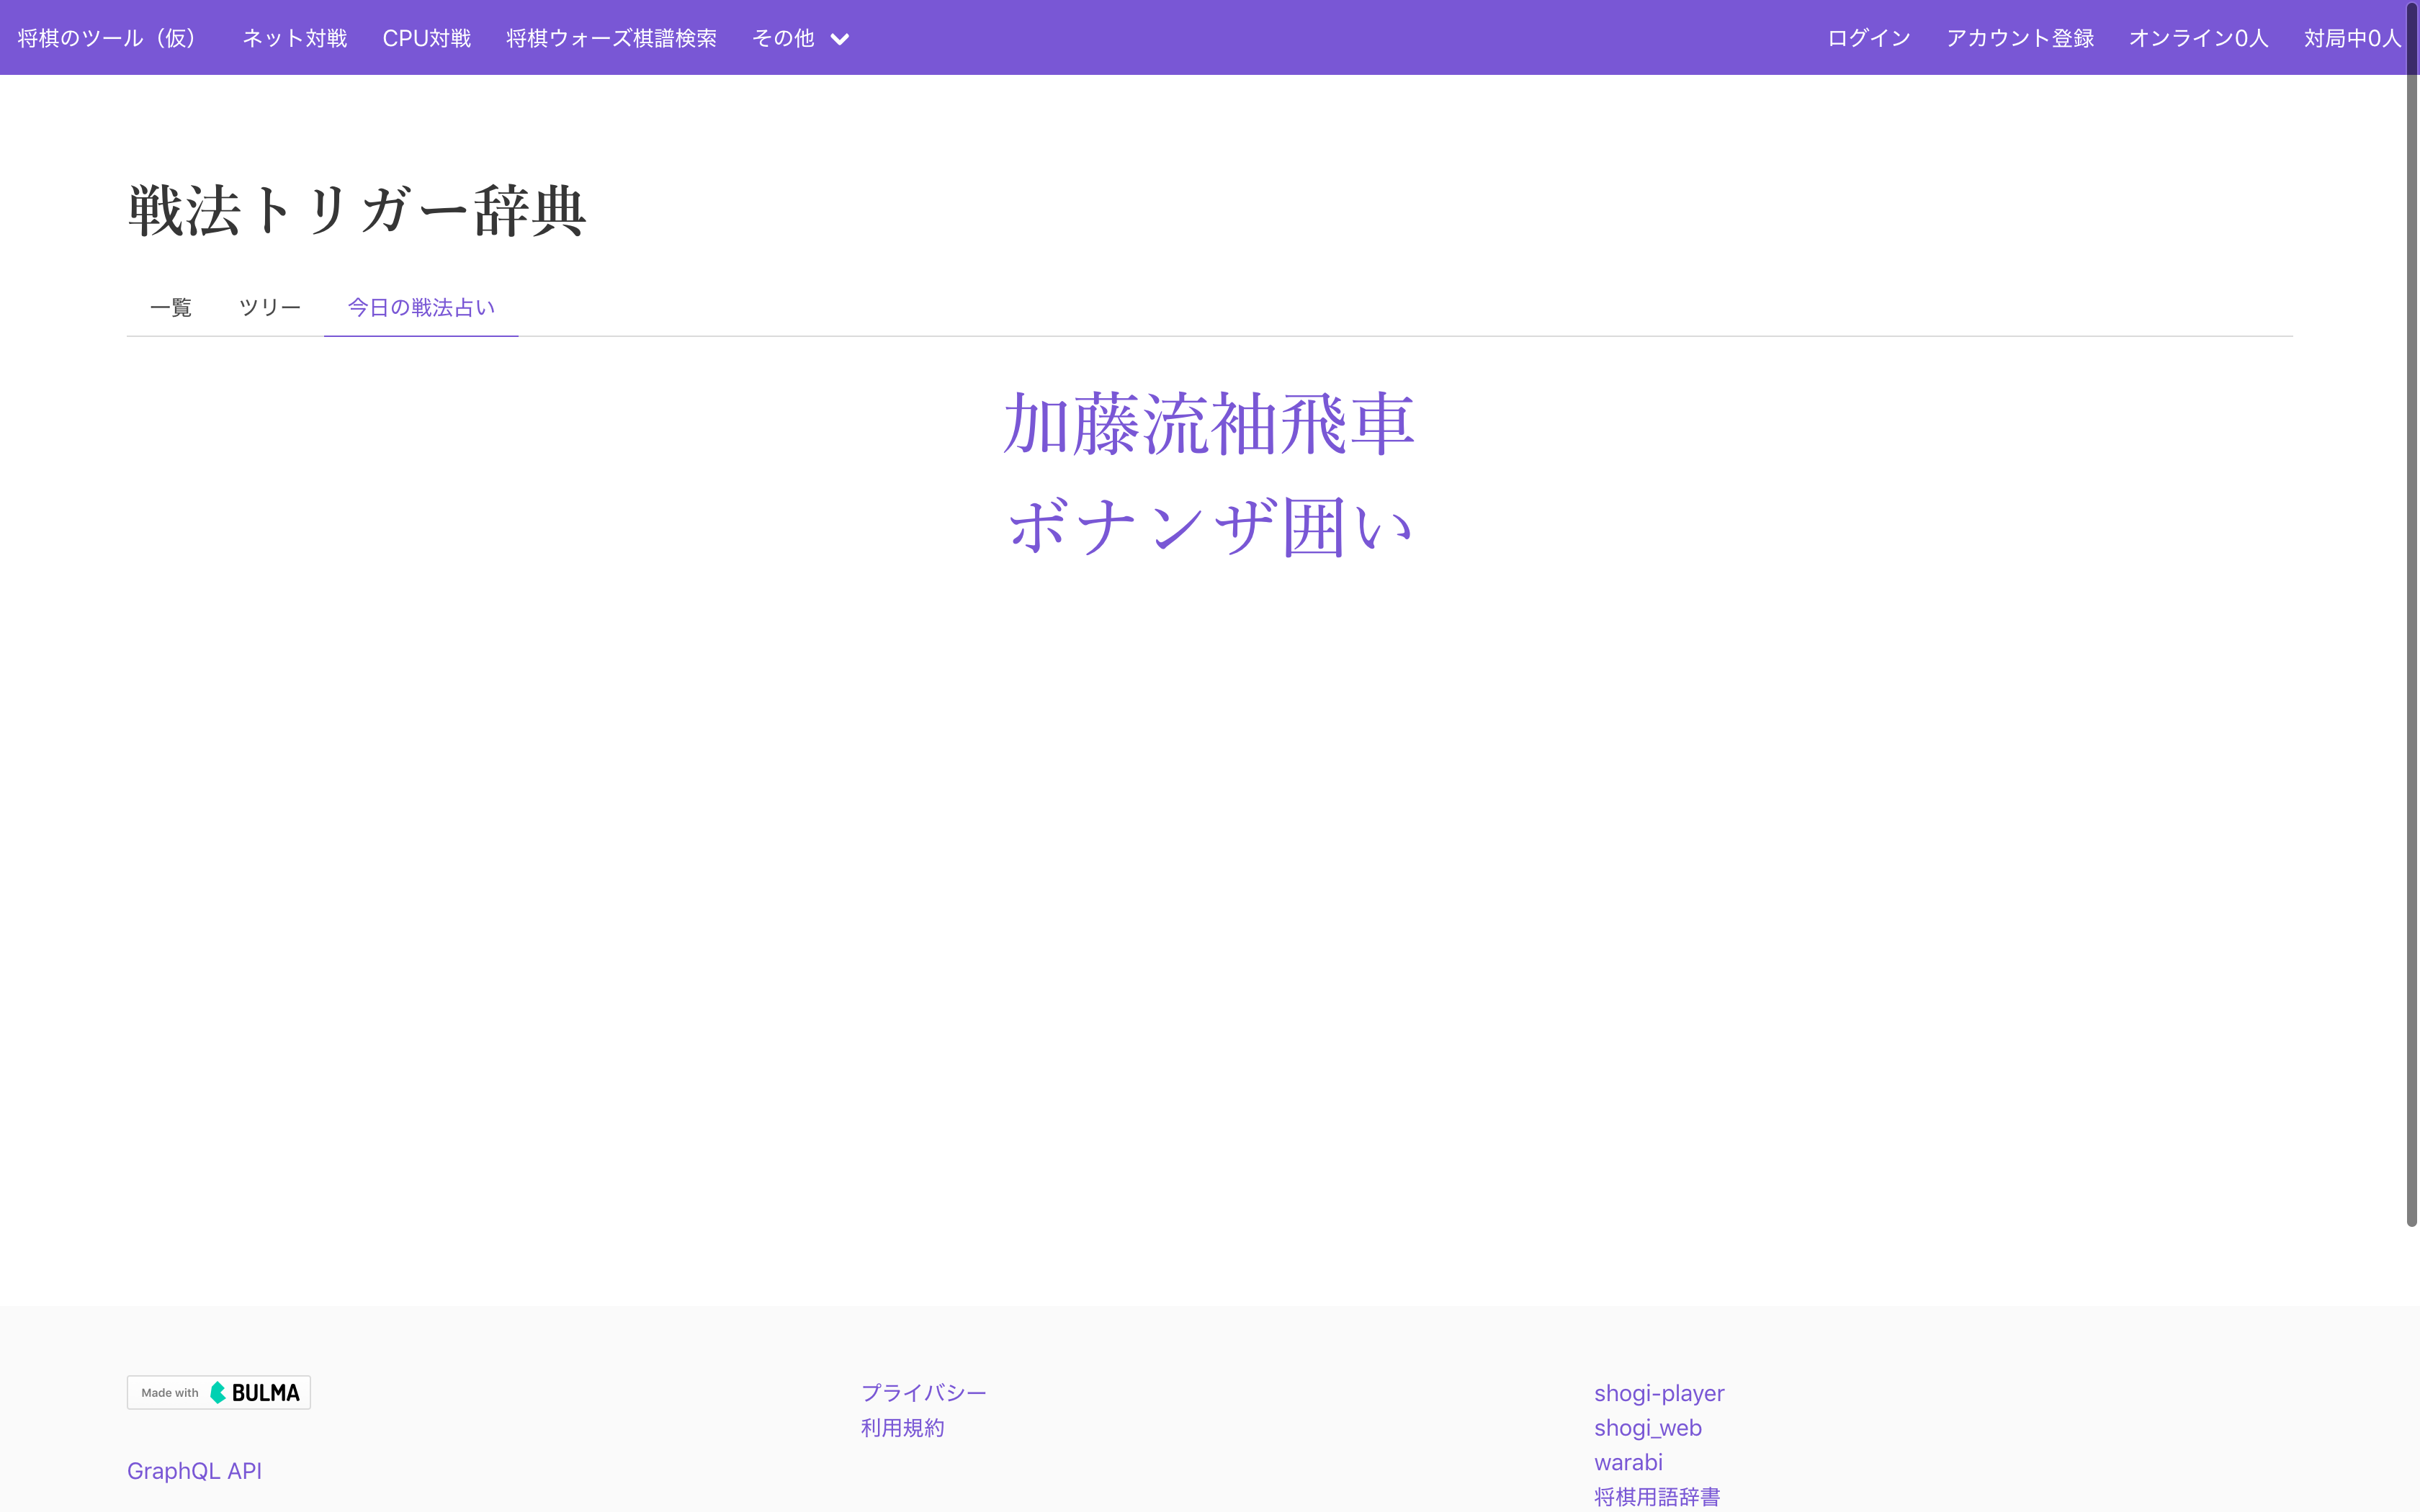 将棋のツール（仮） ネット対戦 CPU対戦 将棋ウォーズ棋譜検索 その他 ログイン アカウント登録 オンライン0人 対局中0人
戦法トリガー辞典
一覧 ツリー 今日の戦法占い
加藤流袖飛車
ボナンザ囲い
Made with BULMA
GraphQL API
プライバシー
利用規約
shogi-player
shogi_web
warabi
将棋用語辞書